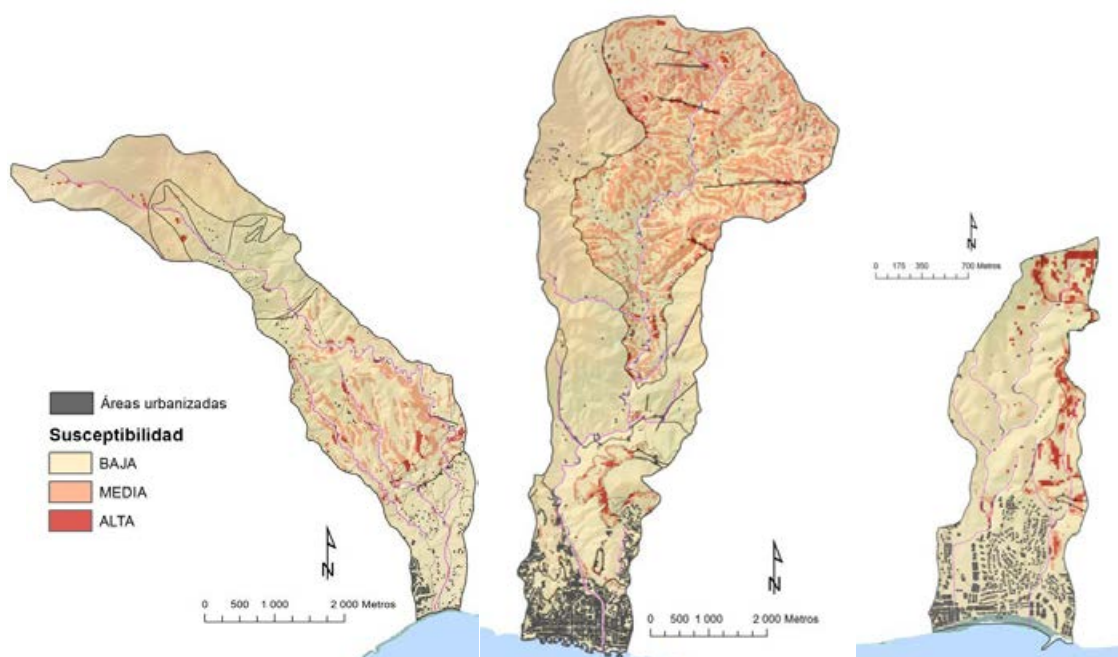 N
0 175 350 700 Metros
Áreas urbanizadas
Susceptibilidad
BAJA
MEDIA
ALTA
N
0 500 1 000 2 000 Metros
N
0 500 1 000 2 000 Metros